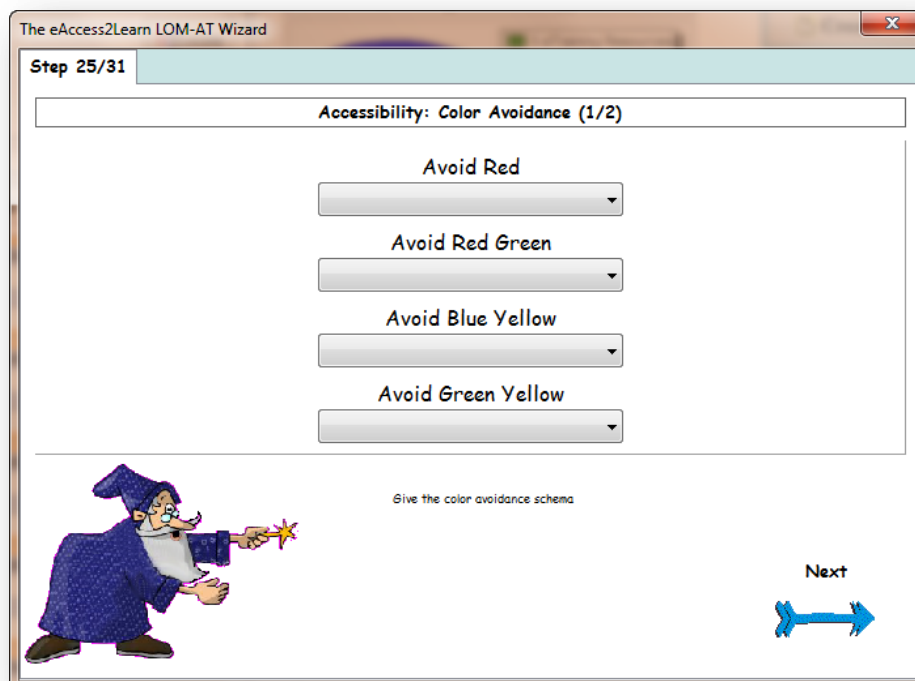 The eAccess2Learn LOM-AT Wizard
Step 25/31
Accessibility: Color Avoidance (1/2)
Avoid Red
Avoid Red Green
Avoid Blue Yellow
Avoid Green Yellow
Give the color avoidance schema
Next